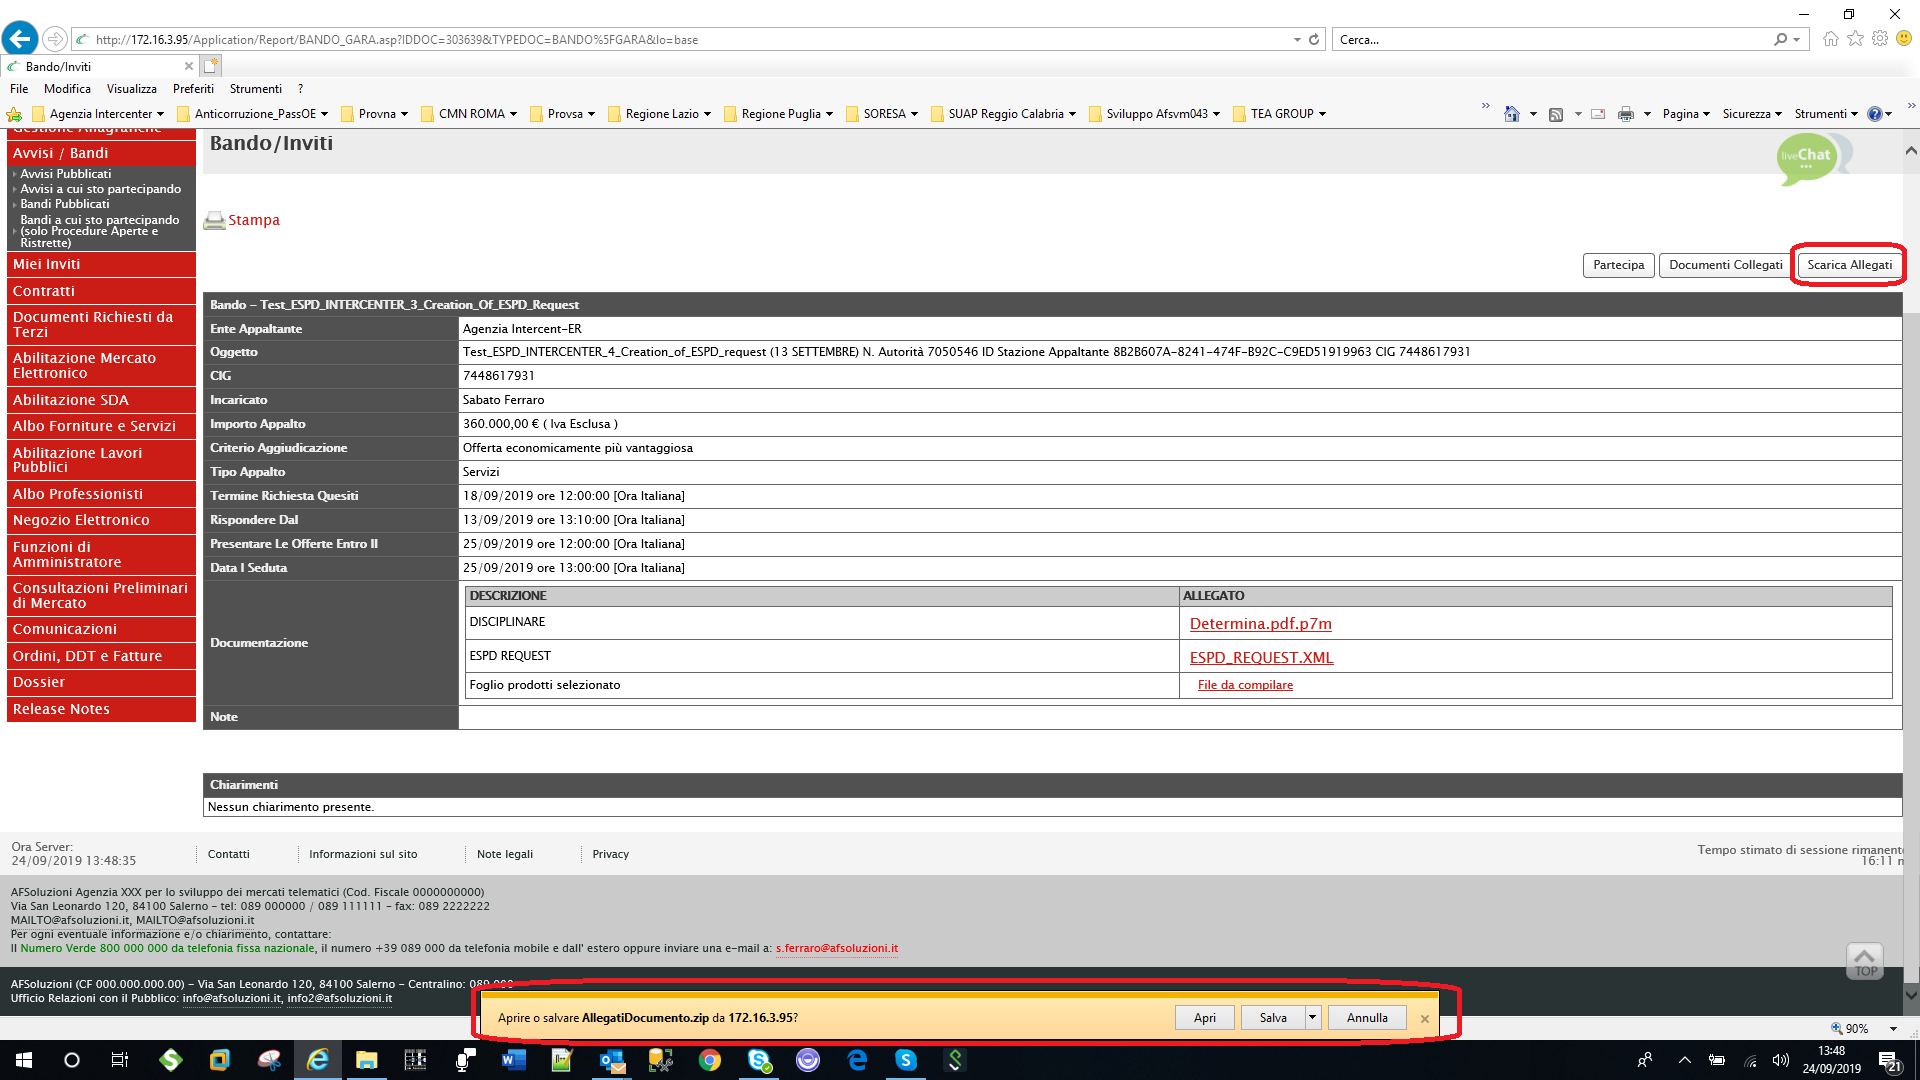 http://172.16.3.95/Application/Report/BANDO_GARA.asp?IDDOC=303639&TYPEDOC=BANDO%5FGARA&lo=base
Cerca...
Bando/Inviti
File Modifica Visualizza Preferiti Strumenti ?
Agenzia Intercenter Anticorruzione_PassOE Provna CMN ROMA Provsa Regione Lazio Regione Puglia SORESA SUAP Reggio Calabria Sviluppo Afsvm043 TEA GROUP
Pagina Sicurezza Strumenti
Gestione Anagrafiche
Avvisi / Bandi
Avvisi Pubblicati
Avvisi a cui sto partecipando
Bandi Pubblicati
Bandi a cui sto partecipando
(solo Procedure Aperte e
Ristrette)
Miei Inviti
Contratti
Documenti Richiesti da
Terzi
Abilitazione Mercato
Elettronico
Abilitazione SDA
Albo Forniture e Servizi
Abilitazione Lavori
Pubblici
Albo Professionisti
Negozio Elettronico
Funzioni di
Amministratore
Consultazioni Preliminari
di Mercato
Comunicazioni
Ordini, DDT e Fatture
Dossier
Release Notes
Bando/Inviti
liveChat
Stampa
Partecipa Documenti Collegati Scarica Allegati
Bando - Test_ESPD_INTERCENTER_3_Creation_Of_ESPD_Request
Ente Appaltante Agenzia Intercent-ER
Oggetto Test_ESPD_INTERCENTER_4_Creation_of_ESPD_request (13 SETTEMBRE) N. Autorità 7050546 ID Stazione Appaltante 8B2B607A-8241-474F-B92C-C9ED51919963 CIG 7448617931
CIG 7448617931
Incaricato Sabato Ferraro
Importo Appalto 360.000,00 € ( Iva Esclusa )
Criterio Aggiudicazione Offerta economicamente più vantaggiosa
Tipo Appalto Servizi
Termine Richiesta Quesiti 18/09/2019 ore 12:00:00 [Ora Italiana]
Rispondere Dal 13/09/2019 ore 13:10:00 [Ora Italiana]
Presentare Le Offerte Entro Il 25/09/2019 ore 12:00:00 [Ora Italiana]
Data I Seduta 25/09/2019 ore 13:00:00 [Ora Italiana]
Documentazione
DESCRIZIONE ALLEGATO
DISCIPLINARE Determina.pdf.p7m
ESPD REQUEST ESPD_REQUEST.XML
Foglio prodotti selezionato File da compilare
Note
Chiarimenti
Nessun chiarimento presente.
Ora Server:
24/09/2019 13:48:35
Contatti Informazioni sul sito Note legali Privacy
Tempo stimato di sessione rimanente
16:11
AFSoluzioni Agenzia XXX per lo sviluppo dei mercati telematici (Cod. Fiscale 0000000000)
Via San Leonardo 120, 84100 Salerno - tel: 089 000000 / 089 111111 - fax: 089 2222222
MAILTO@afsoluzioni.it, MAILTO@afsoluzioni.it
Per ogni eventuale informazione e/o chiarimento, contattare:
Il Numero Verde 800 000 000 da telefonia fissa nazionale, il numero +39 089 000 da telefonia mobile e dall' estero oppure inviare una e-mail a: s.ferraro@afsoluzioni.it
TOP
AFSoluzioni (CF 000.000.000.00) - Via San Leonardo 120, 84100 Salerno - Centralino: 089 000
Ufficio Relazioni con il Pubblico: info@afsoluzioni.it, info2@afsoluzioni.it
Aprire o salvare AllegatiDocumento.zip da 172.16.3.95?
Apri Salva Annulla
90%
13:48
24/09/2019
21